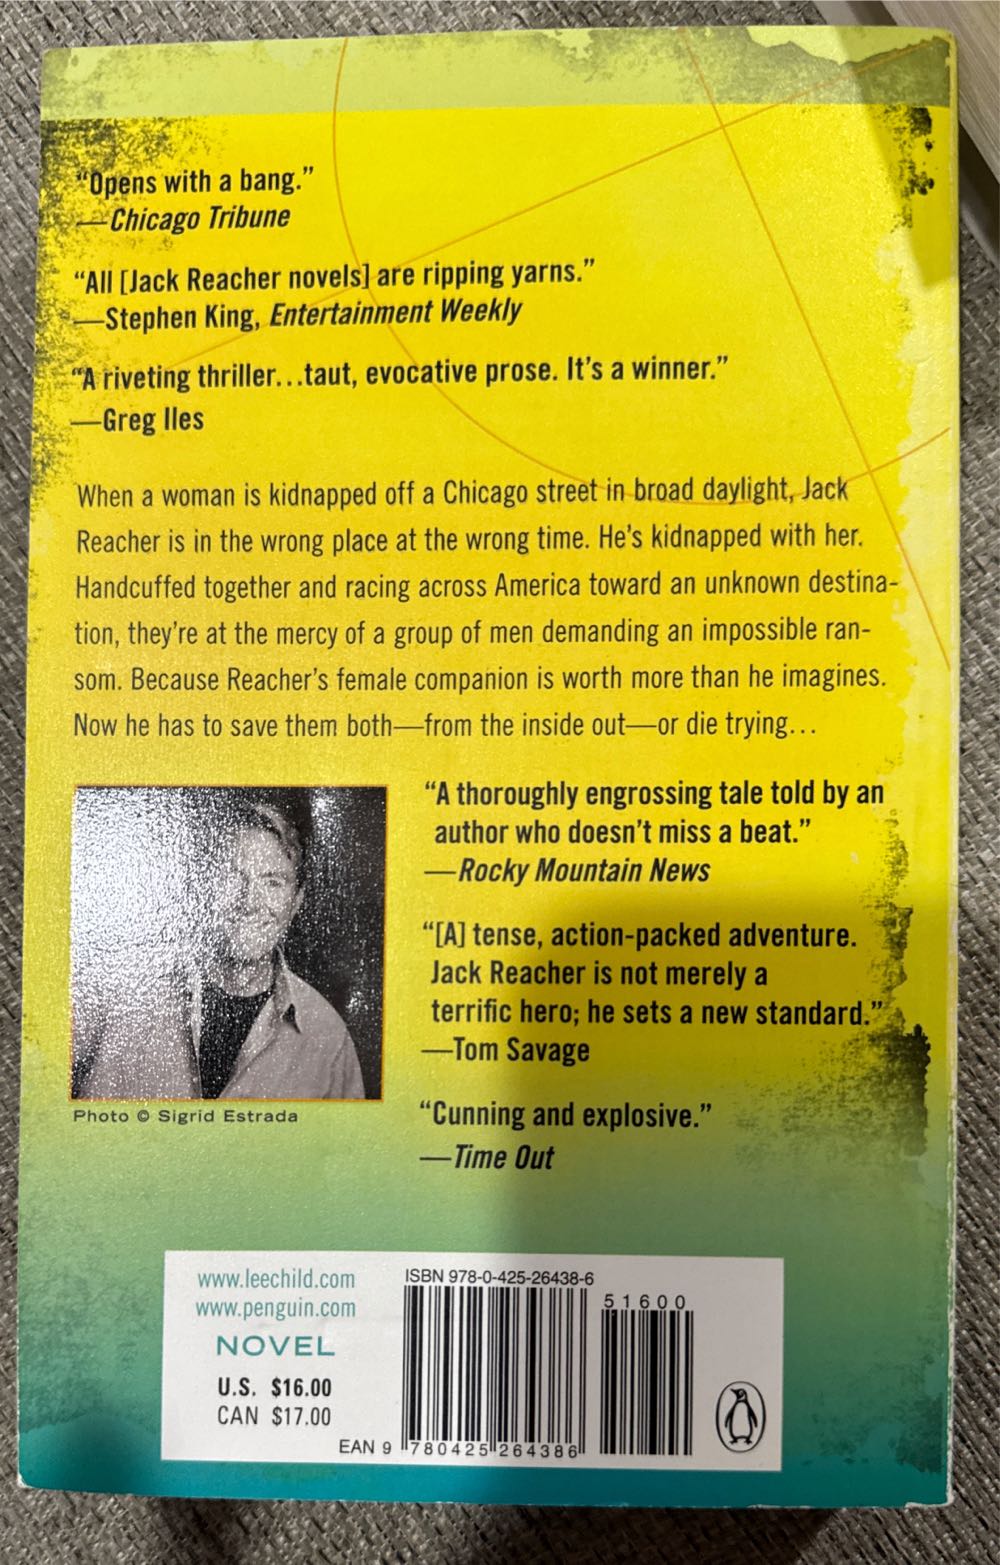 “Opens with a bang.”
—Chicago Tribune
“All [Jack Reacher novels] are ripping yarns.”
—Stephen King, Entertainment Weekly
“A riveting thriller...taut, evocative prose. It’s a winner.”
—Greg Iles
When a woman is kidnapped off a Chicago street in broad daylight, Jack
Reacher is in the wrong place at the wrong time. He’s kidnapped with her.
Handcuffed together and racing across America toward an unknown destina-
tion, they’re at the mercy of a group of men demanding an impossible ran-
som. Because Reacher’s female companion is worth more than he imagines.
Now he has to save them both—from the inside out—or die trying...
“A thoroughly engrossing tale told by an
author who doesn’t miss a beat.”
—Rocky Mountain News
“[A] tense, action-packed adventure.
Jack Reacher is not merely a
terrific hero; he sets a new standard.”
—Tom Savage
Photo © Sigrid Estrada
“Cunning and explosive.”
—Time Out
www.leechild.com
www.penguin.com
NOVEL
U.S. $16.00
CAN $17.00
ISBN 978-0-425-26438-6
51600
EAN 9 780425 264386